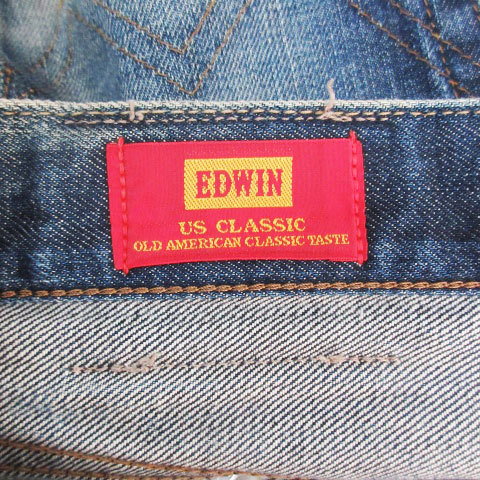 EDWIN
US CLASSIC
OLD AMERICAN CLASSIC TASTE